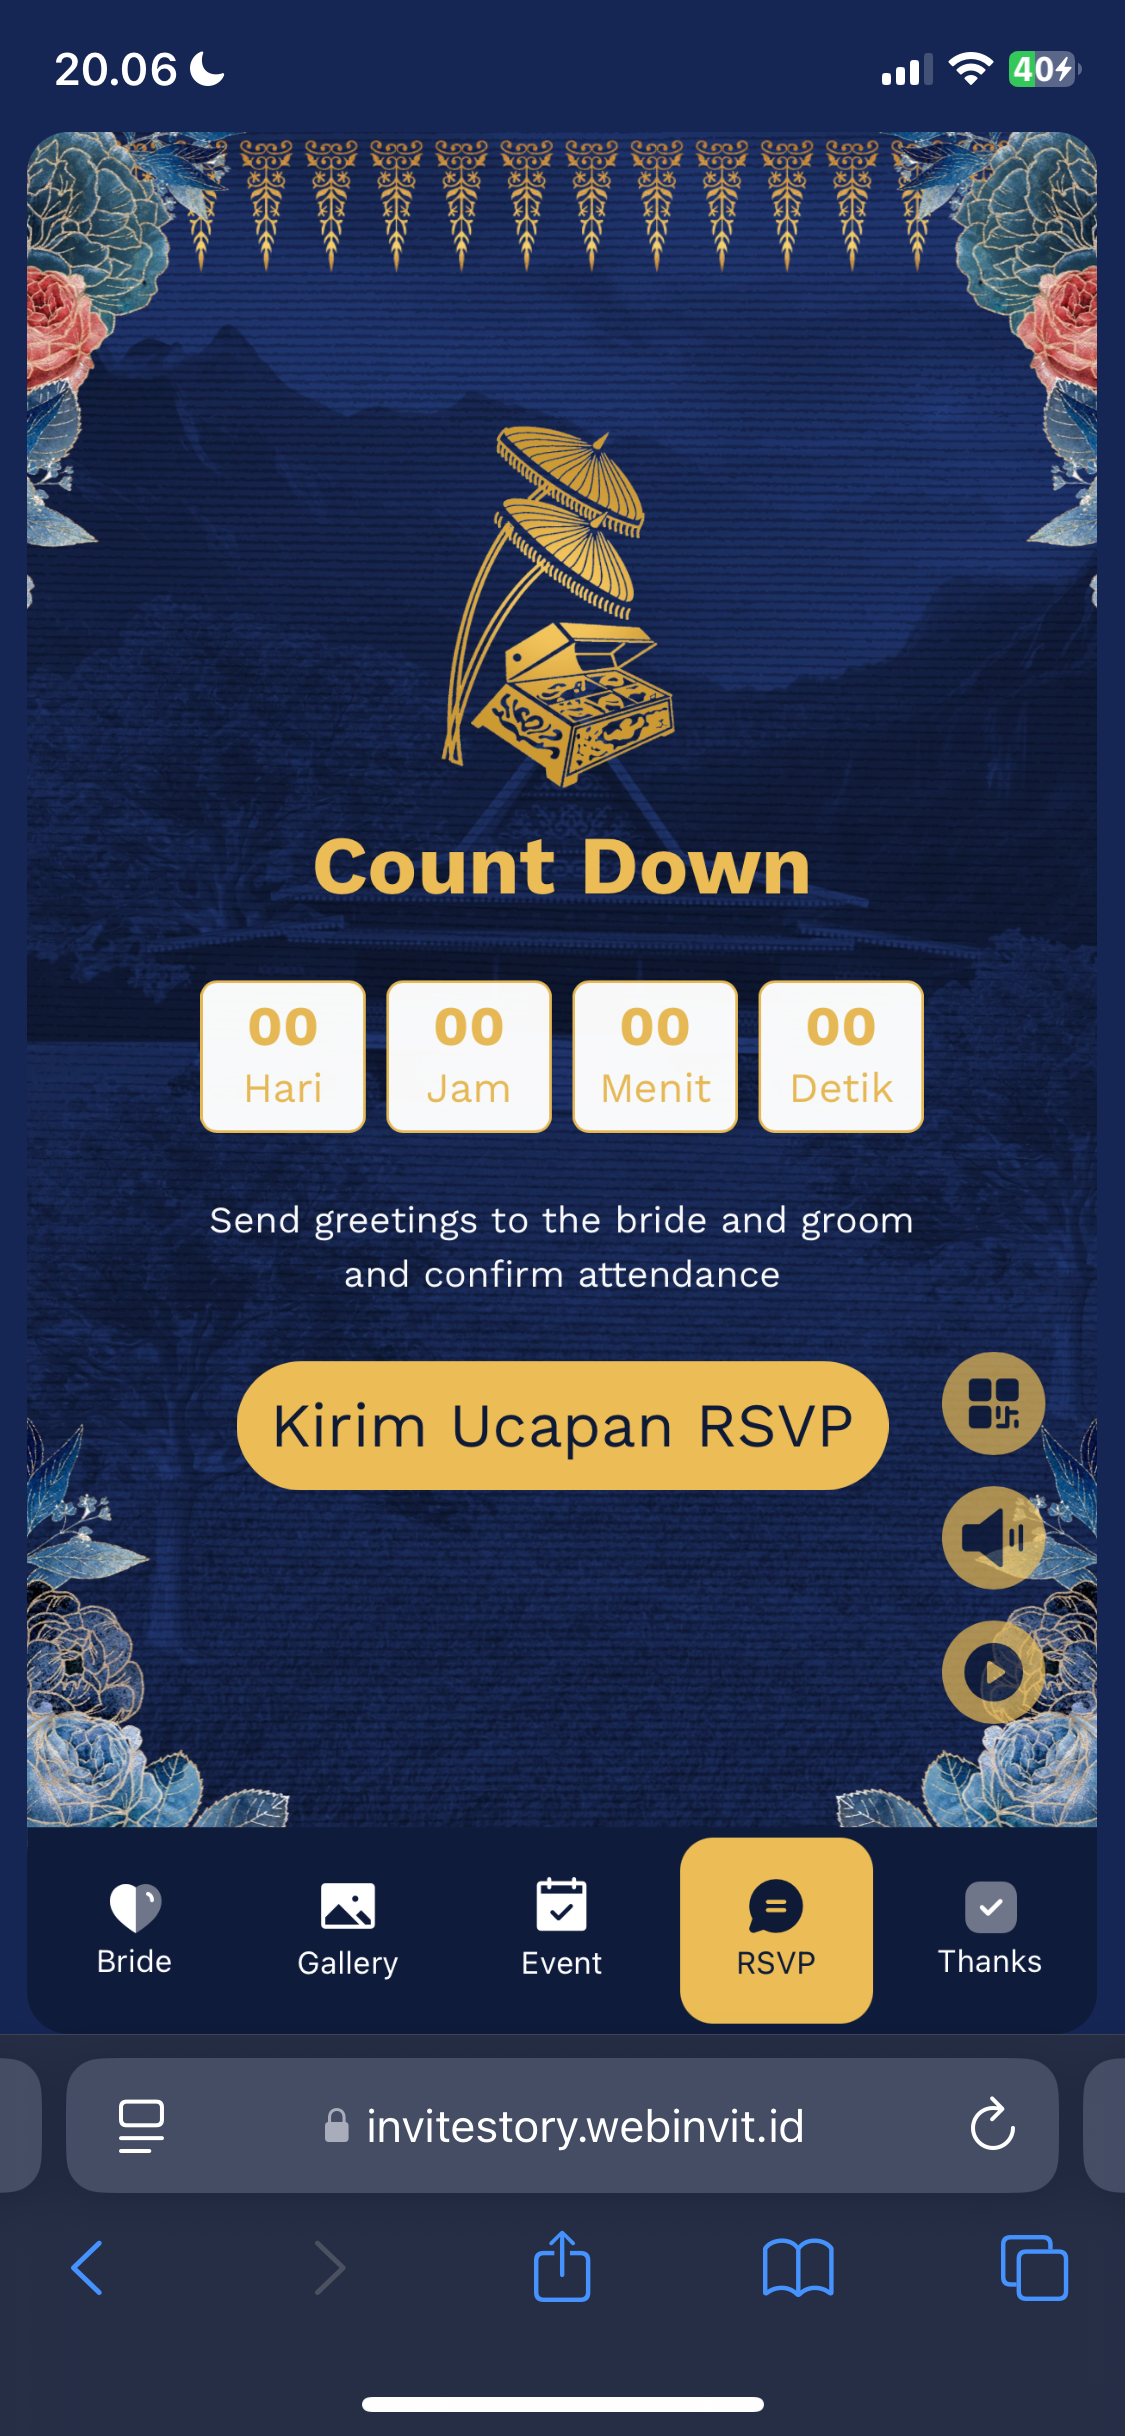 20.06
40
Count Down
00 00 00 00
Hari Jam Menit Detik
Send greetings to the bride and groom
and confirm attendance
Kirim Ucapan RSVP
Bride Gallery Event RSVP Thanks
invitestory.webinvit.id